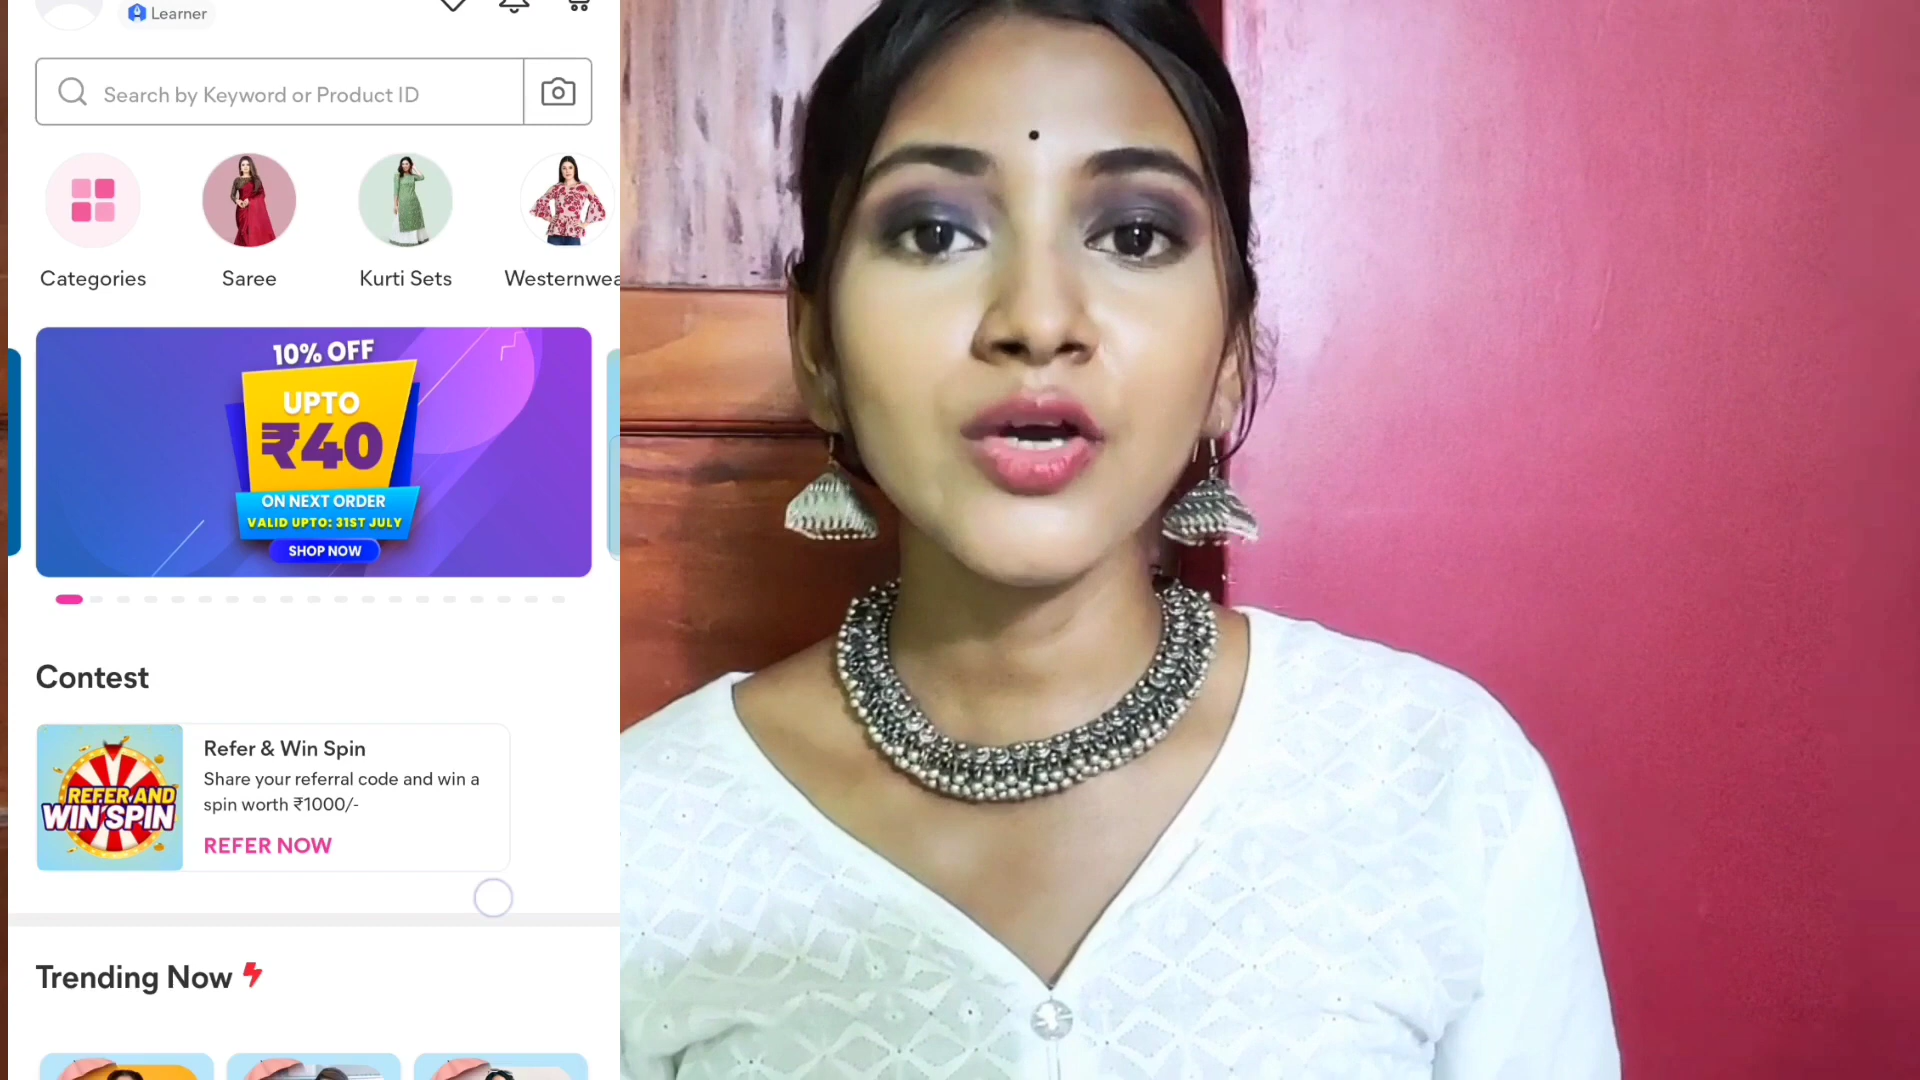 Learner
Search by Keyword or Product ID
Categories
Saree
Kurti Sets
Westernwea
10% OFF
UPTO
₹40
ON NEXT ORDER
VALID UPTO: 31ST JULY
SHOP NOW
Contest
REFER AND
WIN SPIN
Refer & Win Spin
Share your referral code and win a
spin worth ₹1000/-
REFER NOW
Trending Now